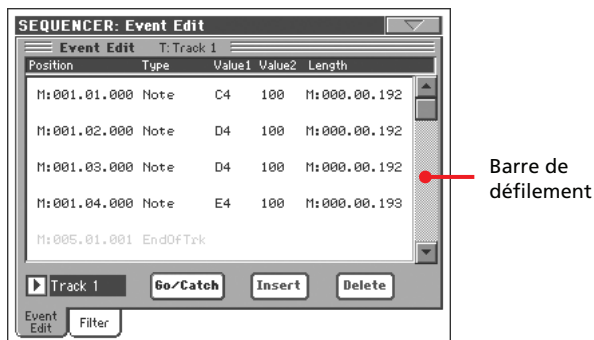 SEQUENCER: Event Edit
Event Edit T: Track 1
Position Type Value1 Value2 Length
M:001.01.000 Note C4 100 M:000.00.192
M:001.02.000 Note D4 100 M:000.00.192
M:001.03.000 Note D4 100 M:000.00.192
M:001.04.000 Note E4 100 M:000.00.193
M:005.01.001 EndOfTrk
Barre de
défilement
Track 1 Go/Catch Insert Delete
Event
Edit
Filter